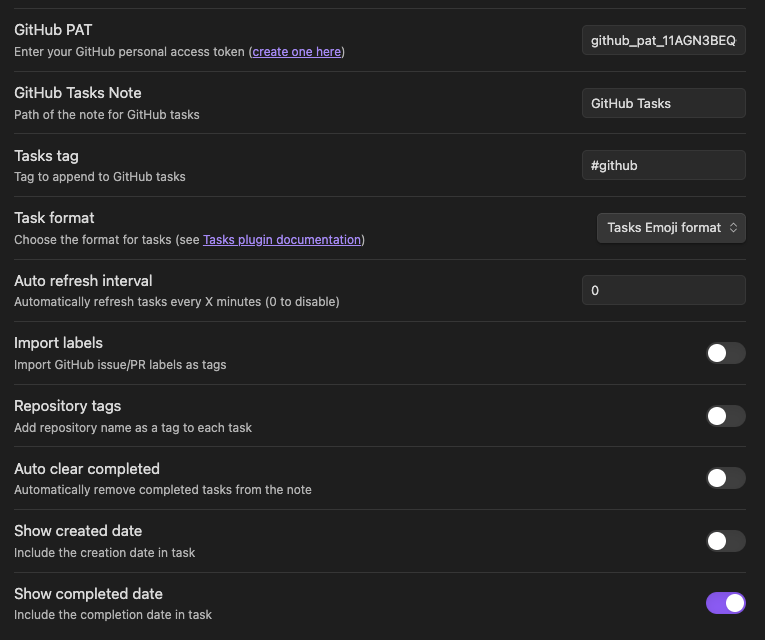 GitHub PAT
Enter your GitHub personal access token (create one here)
github_pat_11AGN3BEQ
GitHub Tasks Note
Path of the note for GitHub tasks
GitHub Tasks
Tasks tag
Tag to append to GitHub tasks
#github
Task format
Choose the format for tasks (see Tasks plugin documentation)
Tasks Emoji format
Auto refresh interval
Automatically refresh tasks every X minutes (0 to disable)
0
Import labels
Import GitHub issue/PR labels as tags
Repository tags
Add repository name as a tag to each task
Auto clear completed
Automatically remove completed tasks from the note
Show created date
Include the creation date in task
Show completed date
Include the completion date in task